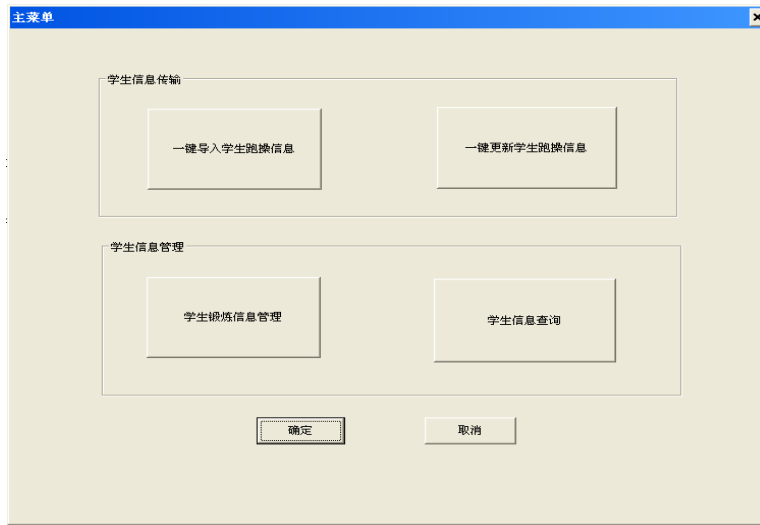 主菜单
学生信息传输
一键导入学生跑操信息
一键更新学生跑操信息
学生信息管理
学生锻炼信息管理
学生信息查询
确定
取消